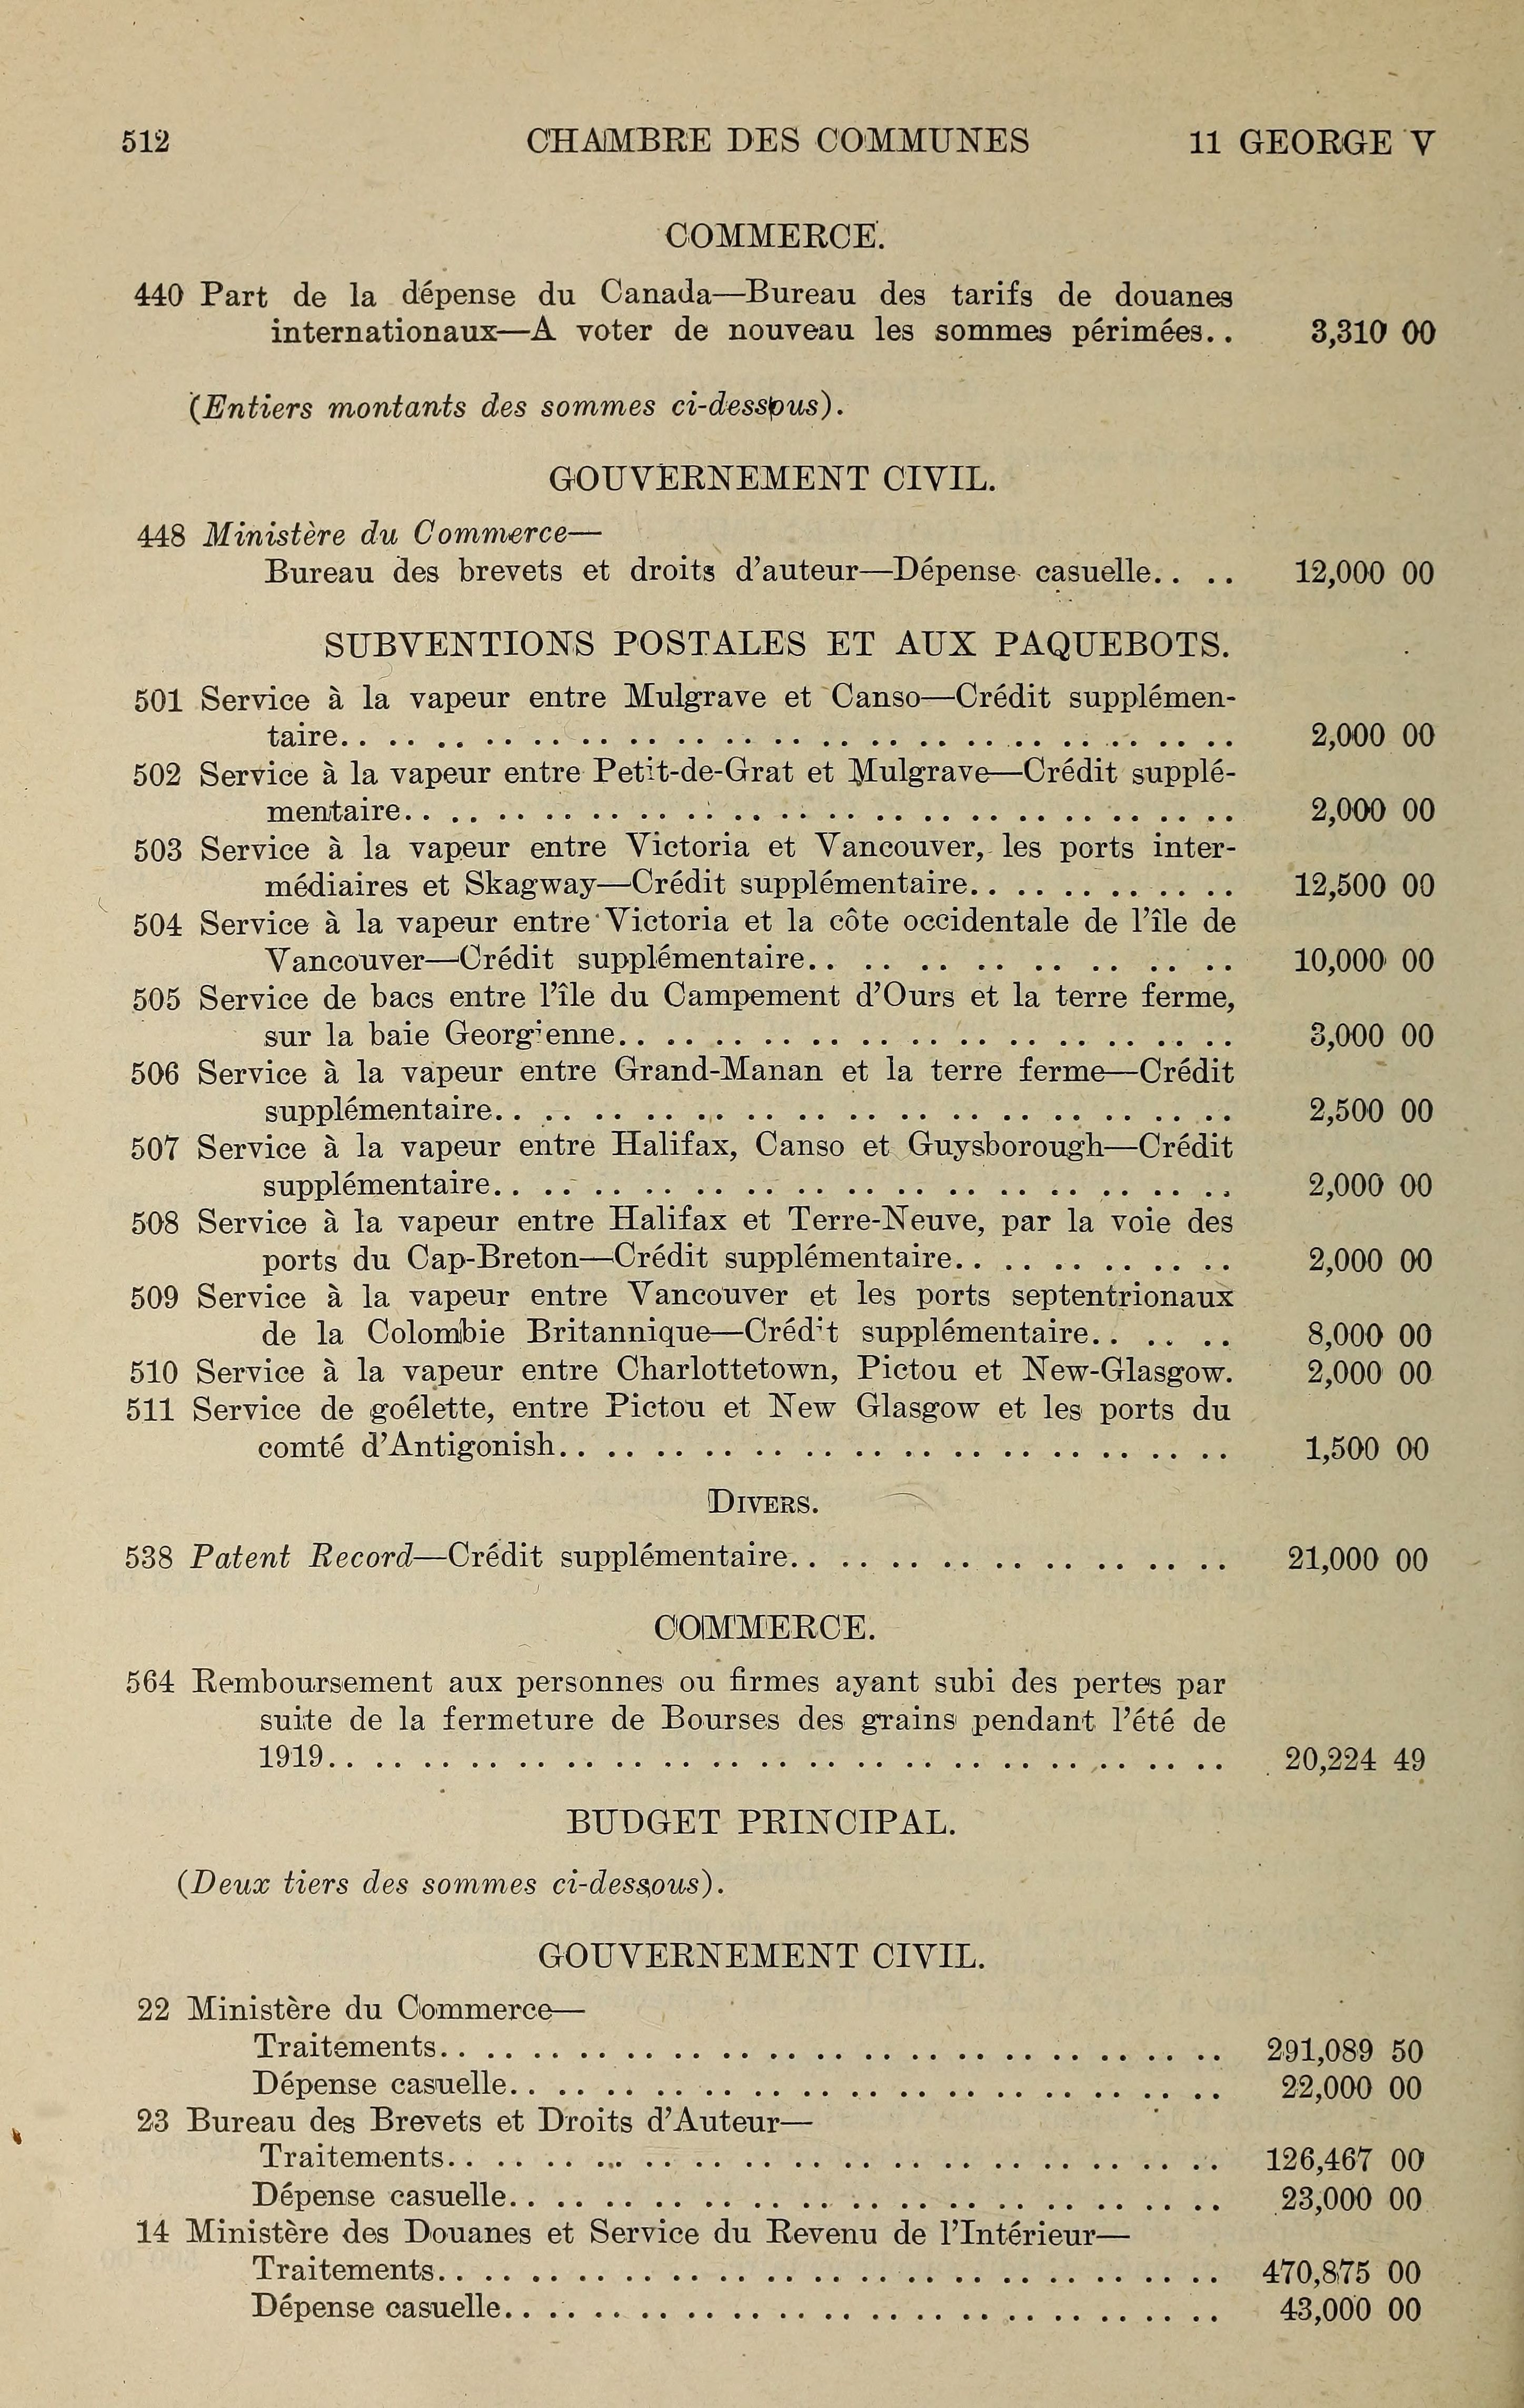 512 CHAMBRE DES COMMUNES 11 GEORGE V
COMMERCE.
440 Part de la dépense du Canada—Bureau des tarifs de douanes
internationaux—A voter de nouveau les sommes périmées.. 3,310 00
(Entiers montants des sommes ci-dessous).
GOUVERNEMENT CIVIL.
448 Ministère du Commerce—
Bureau des brevets et droits d'auteur—Dépense casuelle.. .. 12,000 00
SUBVENTIONS POSTALES ET AUX PAQUEBOTS.
501 Service à la vapeur entre Mulgrave et Canso—Crédit supplémen-
taire.. .. .. .. .. .. .. .. .. .. .. .. .. .. .. .. .. .. .. 2,000 00
502 Service à la vapeur entre Petit-de-Grat et Mulgrave—Crédit supplé-
mentaire.. .. .. .. .. .. .. .. .. .. .. .. .. .. .. .. .. .. 2,000 00
503 Service à la vapeur entre Victoria et Vancouver, les ports inter-
médiaires et Skagway—Crédit supplémentaire.. .. .. .. .. .. 12,500 00
504 Service à la vapeur entre Victoria et la côte occidentale de l'île de
Vancouver—Crédit supplémentaire.. .. .. .. .. .. .. .. 10,000 00
505 Service de bacs entre l'île du Campement d'Ours et la terre ferme,
sur la baie Georgienne.. .. .. .. .. .. .. .. .. .. .. .. .. 3,000 00
506 Service à la vapeur entre Grand-Manan et la terre ferme—Crédit
supplémentaire.. .. .. .. .. .. .. .. .. .. .. .. .. .. .. 2,500 00
507 Service à la vapeur entre Halifax, Canso et Guysborough—Crédit
supplémentaire.. .. .. .. .. .. .. .. .. .. .. .. .. .. .. 2,000 00
508 Service à la vapeur entre Halifax et Terre-Neuve, par la voie des
ports du Cap-Breton—Crédit supplémentaire.. .. .. .. .. .. 2,000 00
509 Service à la vapeur entre Vancouver et les ports septentrionaux
de la Colombie Britannique—Crédit supplémentaire.. .. .. .. 8,000 00
510 Service à la vapeur entre Charlottetown, Pictou et New-Glasgow. 2,000 00
511 Service de goélette, entre Pictou et New Glasgow et les ports du
comté d'Antigonish.. .. .. .. .. .. .. .. .. .. .. .. .. .. 1,500 00
DIVERS.
538 Patent Record—Crédit supplémentaire.. .. .. .. .. .. .. .. .. 21,000 00
COMMERCE.
564 Remboursement aux personnes ou firmes ayant subi des pertes par
suite de la fermeture de Bourses des grains pendant l'été de
1919.. .. .. .. .. .. .. .. .. .. .. .. .. .. .. .. .. .. .. 20,224 49
BUDGET PRINCIPAL.
(Deux tiers des sommes ci-dessous).
GOUVERNEMENT CIVIL.
22 Ministère du Commerce—
Traitements.. .. .. .. .. .. .. .. .. .. .. .. .. .. .. .. .. 291,089 50
Dépense casuelle.. .. .. .. .. .. .. .. .. .. .. .. .. .. .. 22,000 00
23 Bureau des Brevets et Droits d'Auteur—
Traitements.. .. .. .. .. .. .. .. .. .. .. .. .. .. .. .. 126,467 00
Dépense casuelle.. .. .. .. .. .. .. .. .. .. .. .. .. .. .. 23,000 00
14 Ministère des Douanes et Service du Revenu de l'Intérieur—
Traitements.. .. .. .. .. .. .. .. .. .. .. .. .. .. .. .. .. 470,875 00
Dépense casuelle.. .. .. .. .. .. .. .. .. .. .. .. .. .. .. 43,000 00